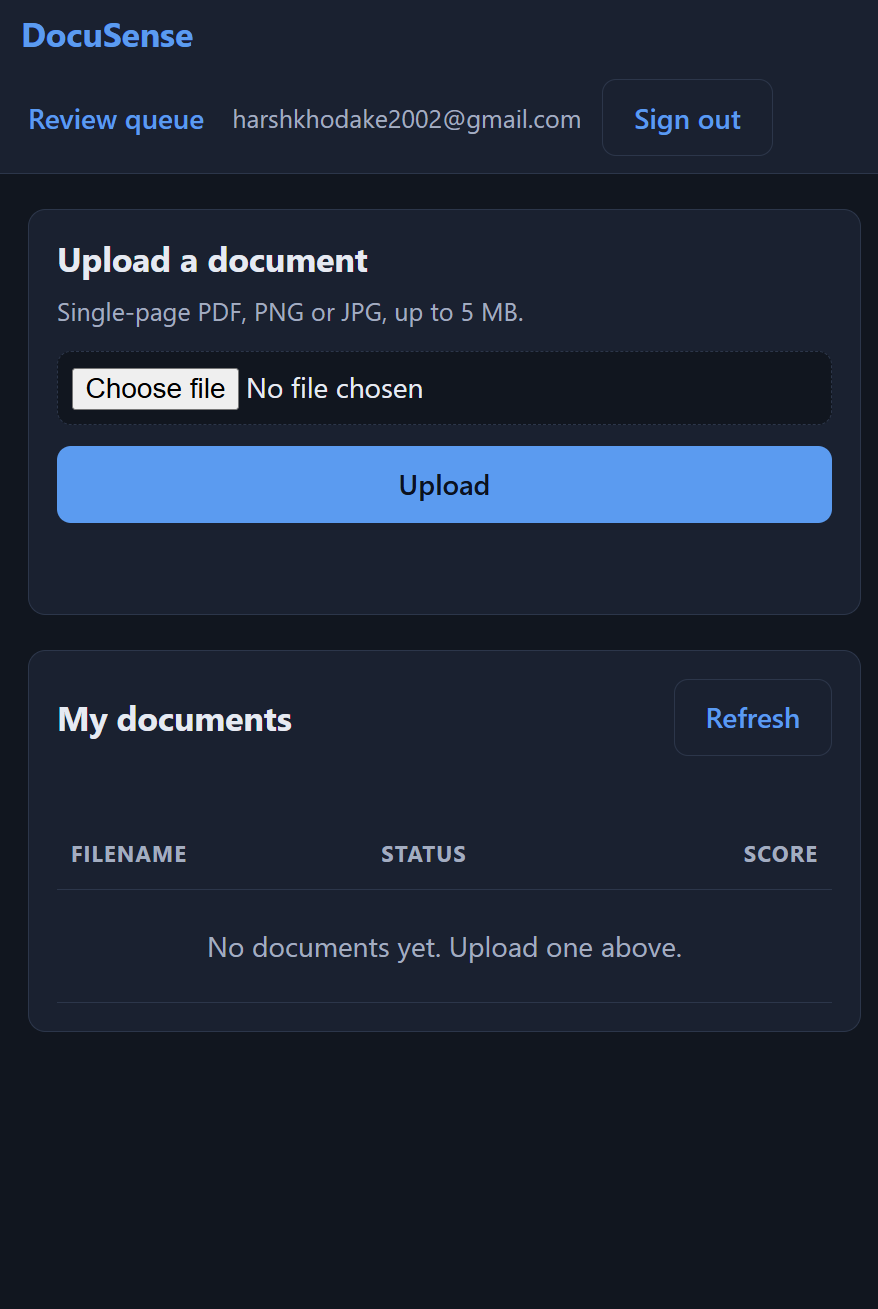 DocuSense
Review queue harshkhodake2002@gmail.com Sign out
Upload a document
Single-page PDF, PNG or JPG, up to 5 MB.
Choose file No file chosen
Upload
My documents Refresh
FILENAME STATUS SCORE
No documents yet. Upload one above.